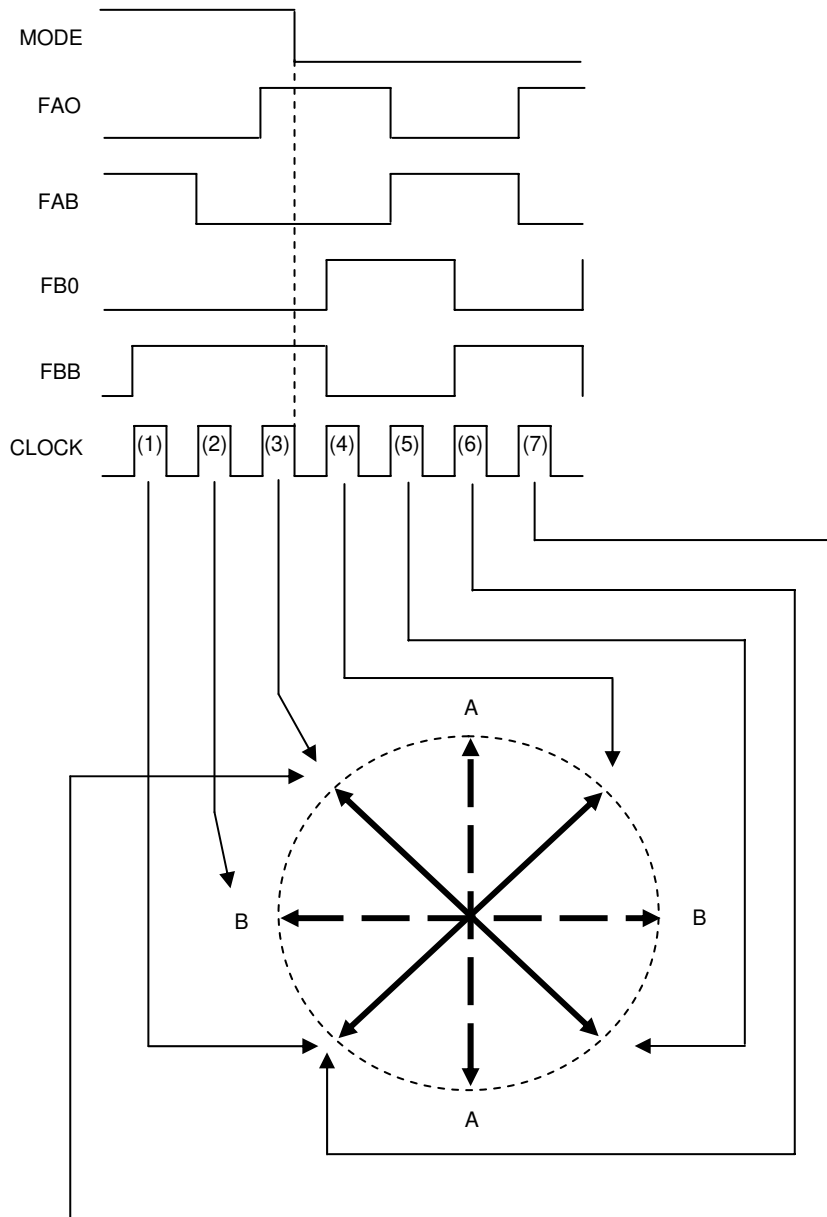 MODE
FAO
FAB
FB0
FBB
CLOCK (1) (2) (3) (4) (5) (6) (7)
A
B B
A